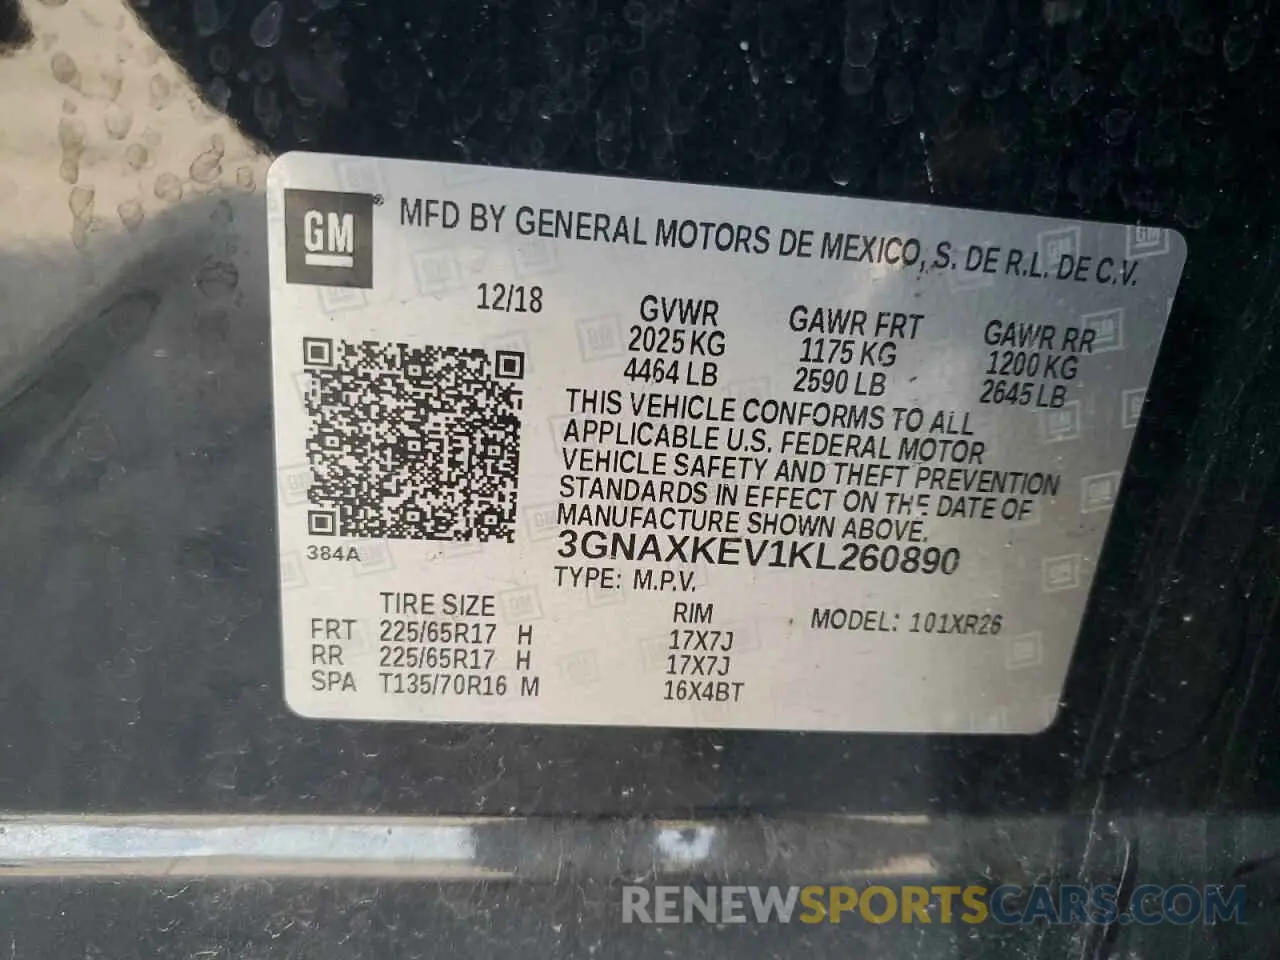 GM® MFD BY GENERAL MOTORS DE MEXICO, S. DE R.L. DE C.V.
12/18 GVWR GAWR FRT GAWR RR
2025 KG 1175 KG 1200 KG
4464 LB 2590 LB 2645 LB
THIS VEHICLE CONFORMS TO ALL
APPLICABLE U.S. FEDERAL MOTOR
VEHICLE SAFETY AND THEFT PREVENTION
STANDARDS IN EFFECT ON THE DATE OF
MANUFACTURE SHOWN ABOVE.
384A 3GNAXKEV1KL260890
TYPE: M.P.V.
TIRE SIZE RIM MODEL: 101XR26
FRT 225/65R17 H 17X7J
RR 225/65R17 H 17X7J
SPA T135/70R16 M 16X4BT
RENEWSPORTSCARS.COM